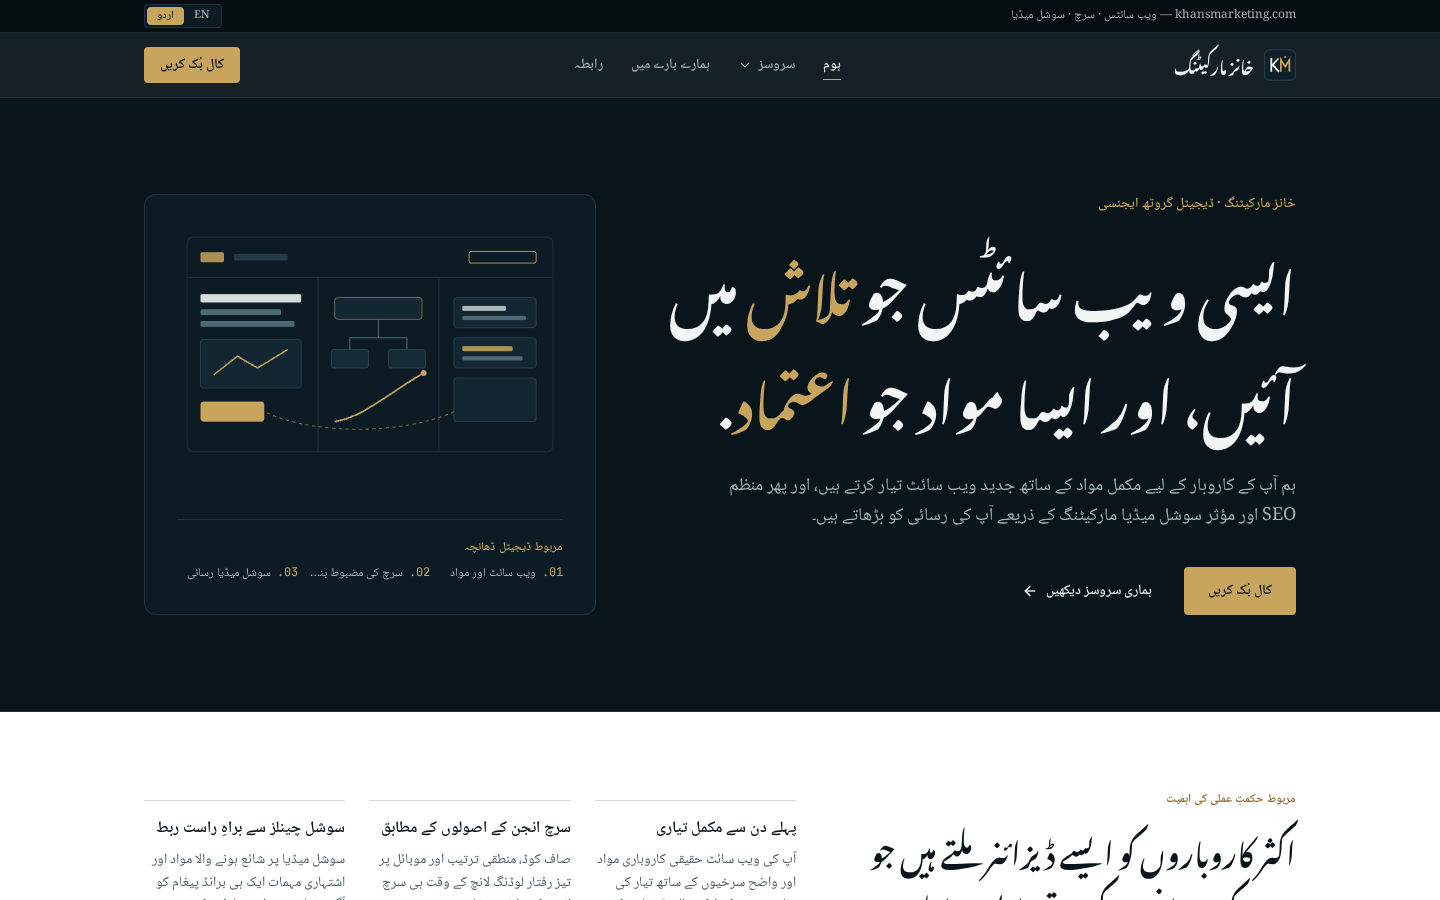 khansmarketing.com — ویب سائٹس · سرچ · سوشل میڈیا
اردو
EN
KM خانز مارکیٹنگ
ہوم
سروسز
ہمارے بارے میں
رابطہ
کال بُک کریں
خانز مارکیٹنگ · ڈیجیٹل گروتھ ایجنسی
ایسی ویب سائٹس جو تلاش میں
آئیں، اور ایسا مواد جو اعتماد.
ہم آپ کے کاروبار کے لیے مکمل مواد کے ساتھ جدید ویب سائٹ تیار کرتے ہیں، اور پھر منظم
SEO اور مؤثر سوشل میڈیا مارکیٹنگ کے ذریعے آپ کی رسائی کو بڑھاتے ہیں۔
کال بُک کریں
ہماری سروسز دیکھیں
مربوط ڈیجیٹل ڈھانچہ
01. ویب سائٹ اور مواد
02. سرچ کی مضبوط بنـ...
03. سوشل میڈیا رسائی
مربوط حکمتِ عملی کی اہمیت
اکثر کاروباروں کو ایسے ڈیزائنر ملتے ہیں جو
پہلے دن سے مکمل تیاری
آپ کی ویب سائٹ حقیقی کاروباری مواد
اور واضح سرخیوں کے ساتھ تیار کی
سرچ انجن کے اصولوں کے مطابق
صاف کوڈ، منطقی ترتیب اور موبائل پر
تیز رفتار لوڈنگ لانچ کے وقت ہی سرچ
سوشل چینلز سے براہِ راست ربط
سوشل میڈیا پر شائع ہونے والا مواد اور
اشتہاری مہمات ایک ہی برانڈ پیغام کو